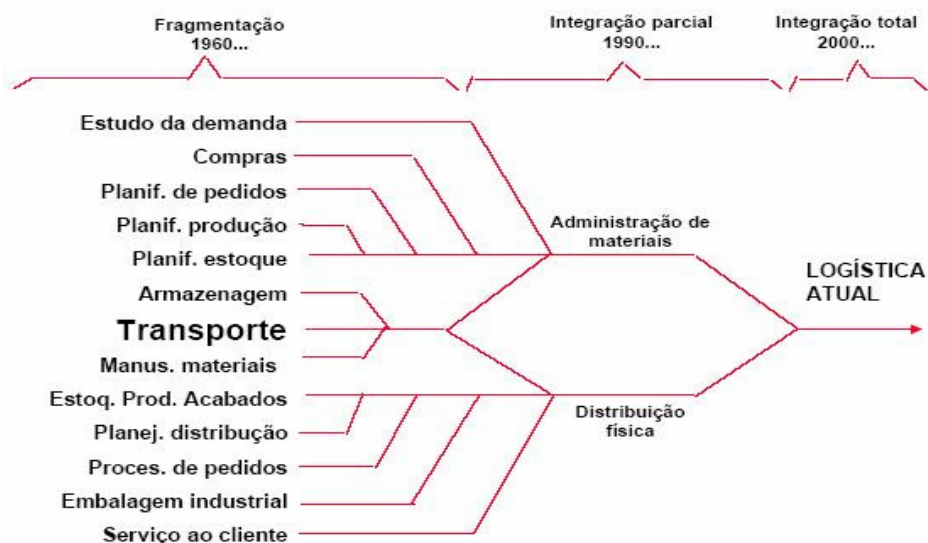 Fragmentação
1960...
Integração parcial
1990...
Integração total
2000...
Estudo da demanda
Compras
Planif. de pedidos
Planif. produção
Planif. estoque
Armazenagem
Transporte
Manus. materiais
Estoq. Prod. Acabados
Planej. distribução
Proces. de pedidos
Embalagem industrial
Serviço ao cliente
Administração de
materiais
Distribuição
física
LOGÍSTICA
ATUAL